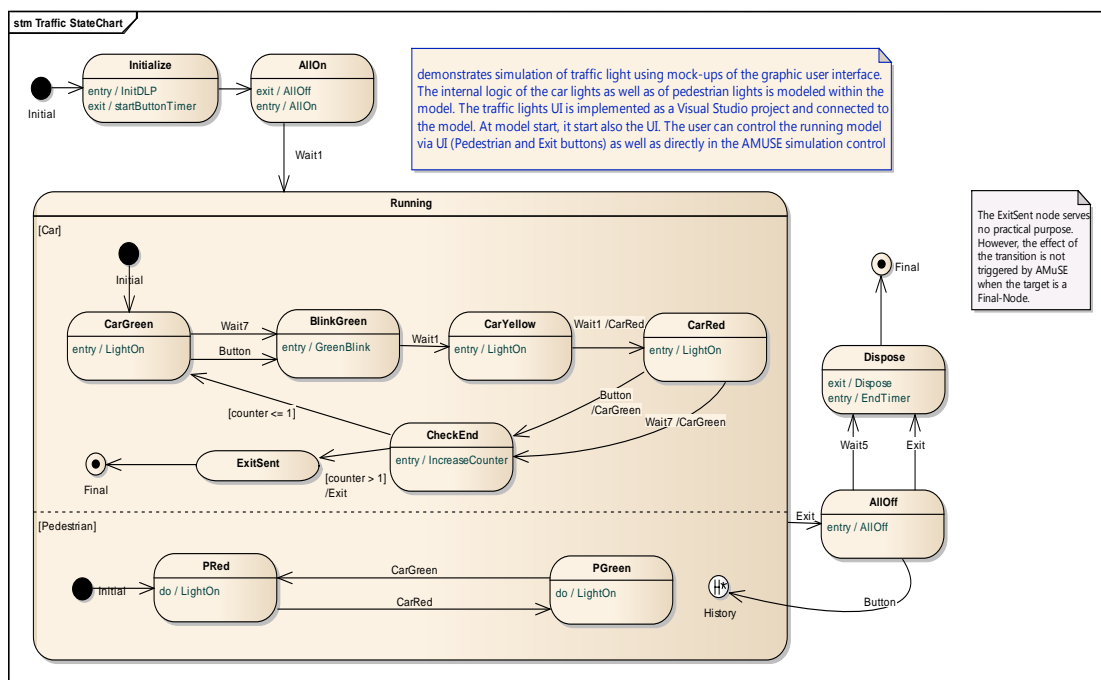 stm Traffic StateChart
Initial
Initialize
entry / InitDLP
exit / startButtonTimer
AllOn
exit / AllOff
entry / AllOn
demonstrates simulation of traffic light using mock-ups of the graphic user interface.
The internal logic of the car lights as well as of pedestrian lights is modeled within the
model. The traffic lights UI is implemented as a Visual Studio project and connected to
the model. At model start, it start also the UI. The user can control the running model
via UI (Pedestrian and Exit buttons) as well as directly in the AMUSE simulation control
Wait1
Running
[Car]
Initial
CarGreen
entry / LightOn
Wait7
Button
BlinkGreen
entry / GreenBlink
Wait1
CarYellow
entry / LightOn
Wait1 /CarRed
CarRed
entry / LightOn
Button
/CarGreen
Wait7 /CarGreen
[counter <= 1]
CheckEnd
entry / IncreaseCounter
[counter > 1]
/Exit
ExitSent
Final
[Pedestrian]
Initial
PRed
do / LightOn
CarGreen
CarRed
PGreen
do / LightOn
H*
History
Exit
AllOff
entry / AllOff
Button
Wait5
Exit
Dispose
exit / Dispose
entry / EndTimer
Final
The ExitSent node serves
no practical purpose.
However, the effect of
the transition is not
triggered by AMuSE
when the target is a
Final-Node.